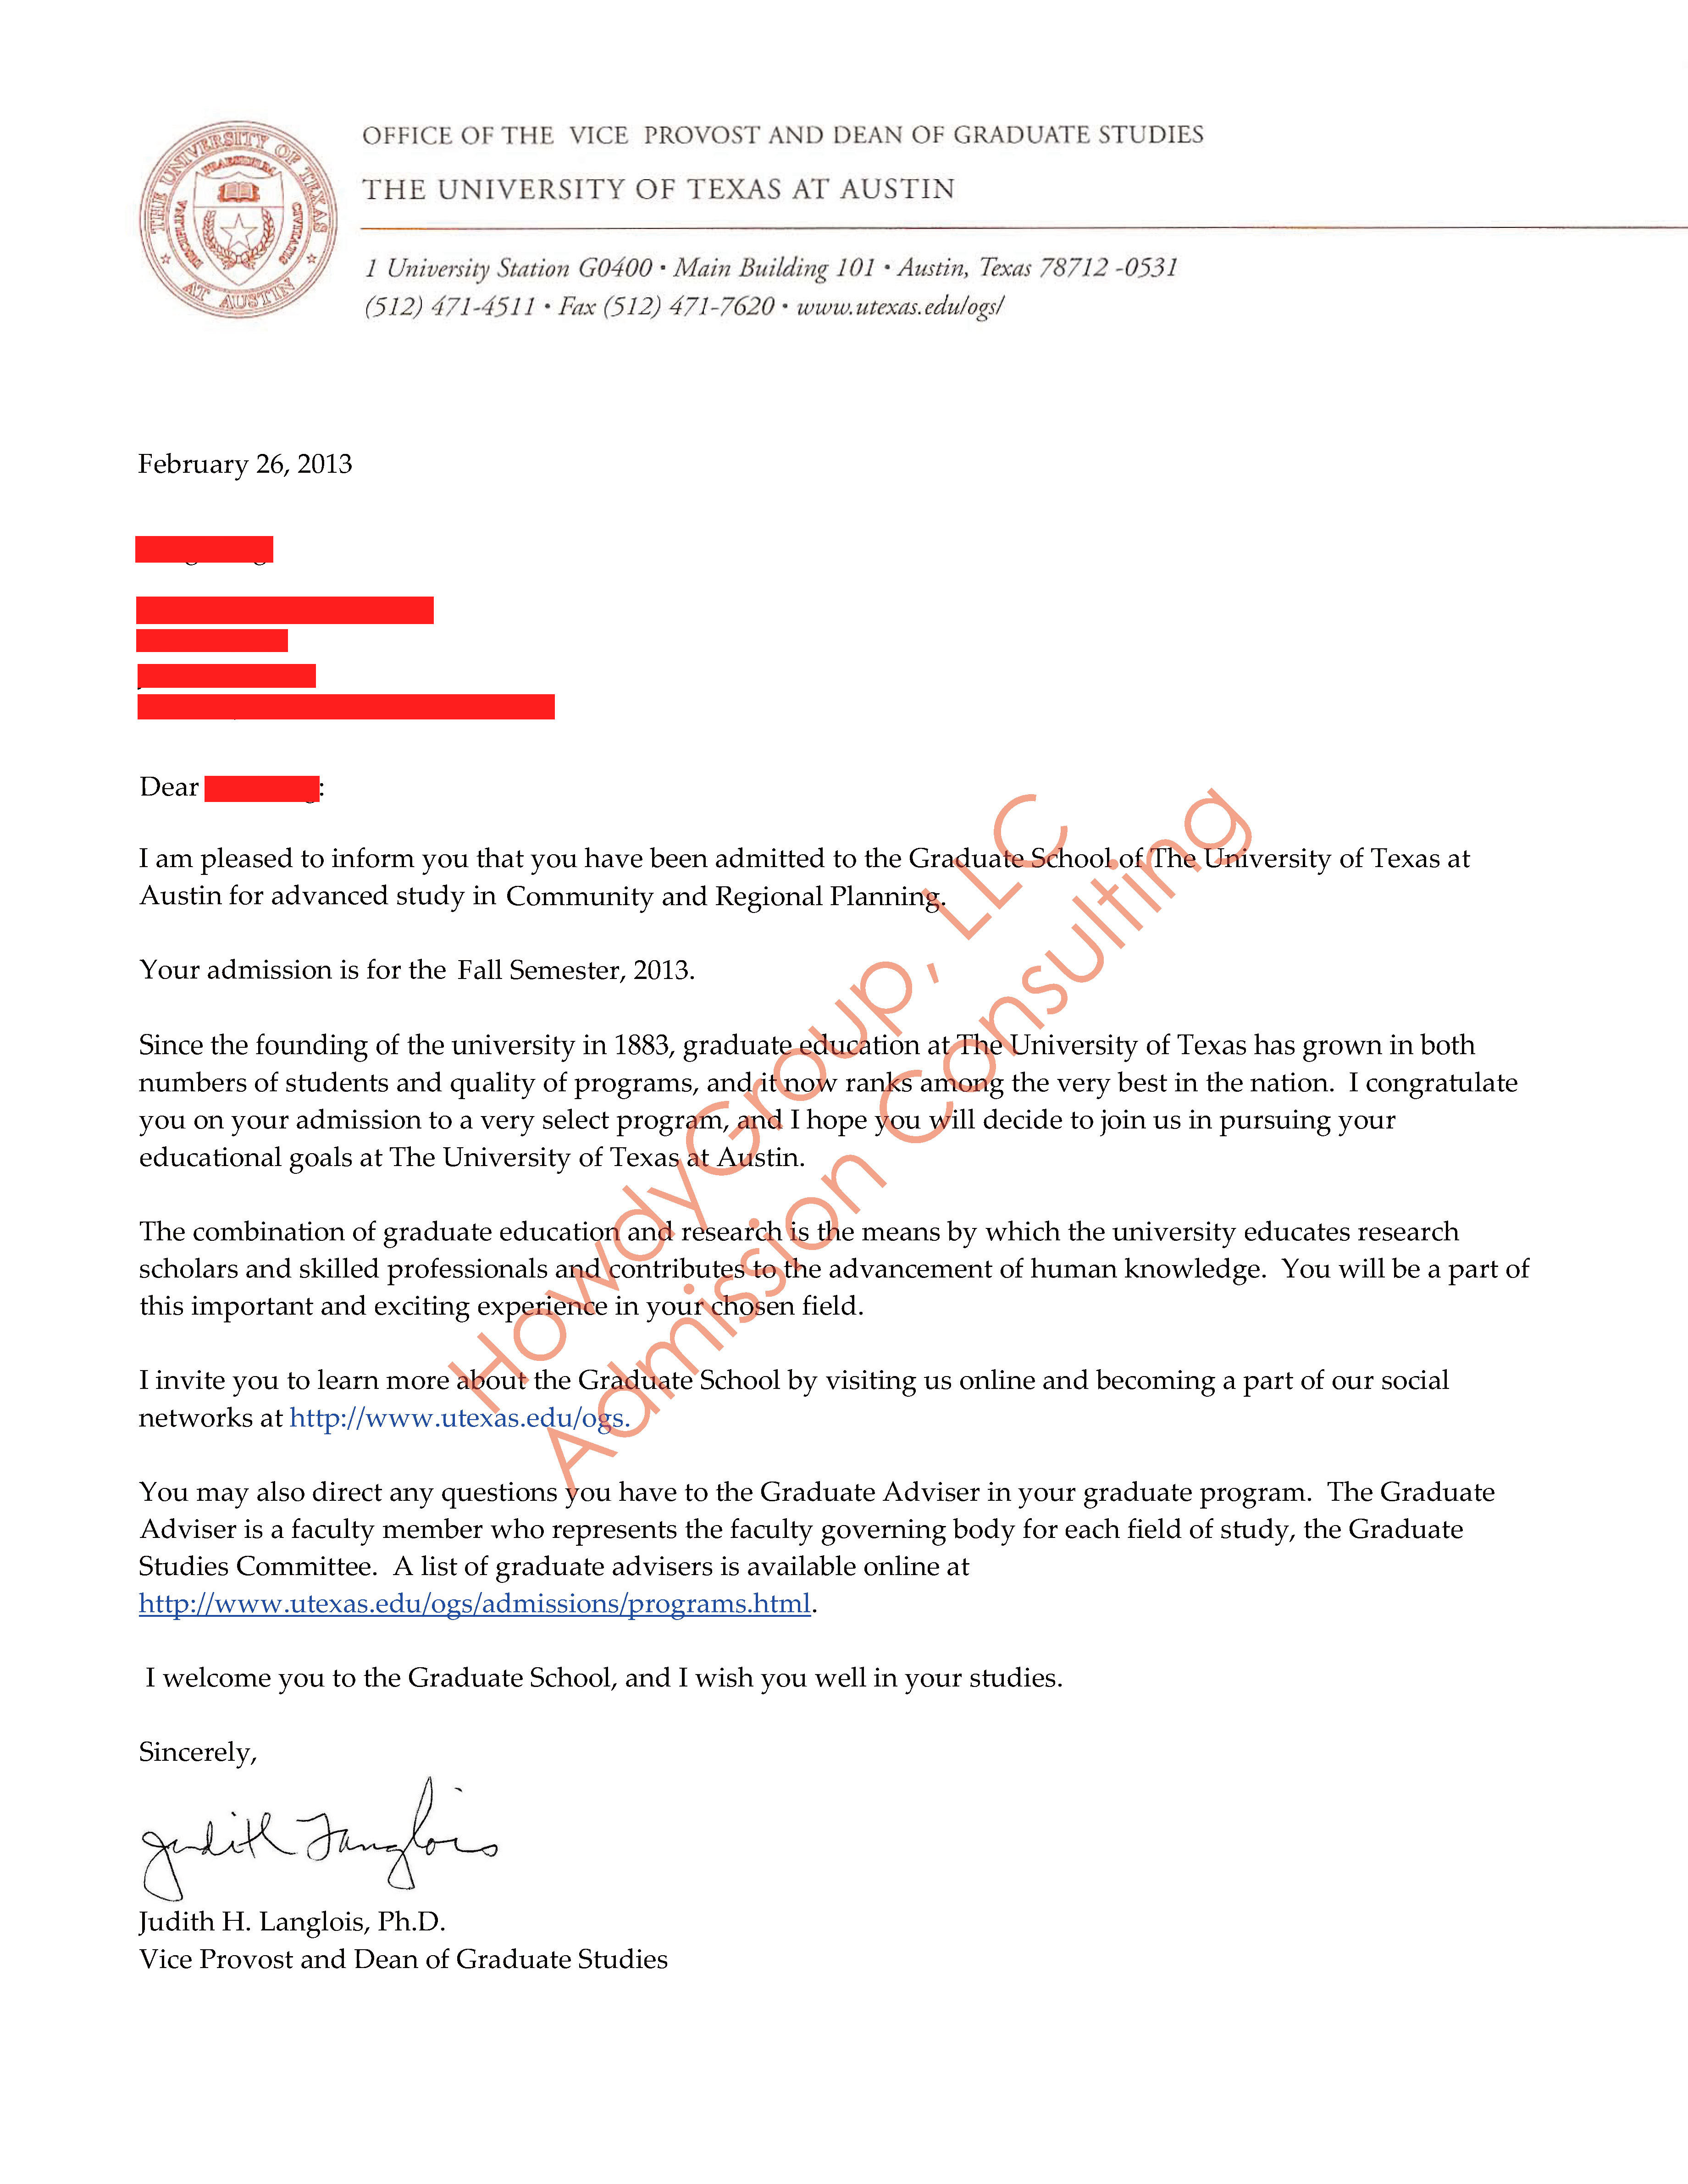 THE UNIVERSITY OF TEXAS
AT AUSTIN
PRAESIDIUM
DISCIPLINA
CIVITATIS
OFFICE OF THE VICE PROVOST AND DEAN OF GRADUATE STUDIES
THE UNIVERSITY OF TEXAS AT AUSTIN
1 University Station G0400 • Main Building 101 • Austin, Texas 78712 -0531
(512) 471-4511 • Fax (512) 471-7620 • www.utexas.edu/ogs/
February 26, 2013
Dear :
I am pleased to inform you that you have been admitted to the Graduate School of The University of Texas at
Austin for advanced study in Community and Regional Planning.
Your admission is for the Fall Semester, 2013.
Since the founding of the university in 1883, graduate education at The University of Texas has grown in both
numbers of students and quality of programs, and it now ranks among the very best in the nation. I congratulate
you on your admission to a very select program, and I hope you will decide to join us in pursuing your
educational goals at The University of Texas at Austin.
The combination of graduate education and research is the means by which the university educates research
scholars and skilled professionals and contributes to the advancement of human knowledge. You will be a part of
this important and exciting experience in your chosen field.
I invite you to learn more about the Graduate School by visiting us online and becoming a part of our social
networks at http://www.utexas.edu/ogs.
You may also direct any questions you have to the Graduate Adviser in your graduate program. The Graduate
Adviser is a faculty member who represents the faculty governing body for each field of study, the Graduate
Studies Committee. A list of graduate advisers is available online at
http://www.utexas.edu/ogs/admissions/programs.html.
I welcome you to the Graduate School, and I wish you well in your studies.
Sincerely,
Judith Langlois
Judith H. Langlois, Ph.D.
Vice Provost and Dean of Graduate Studies
HowdyGroup, LLC
Admission Consulting